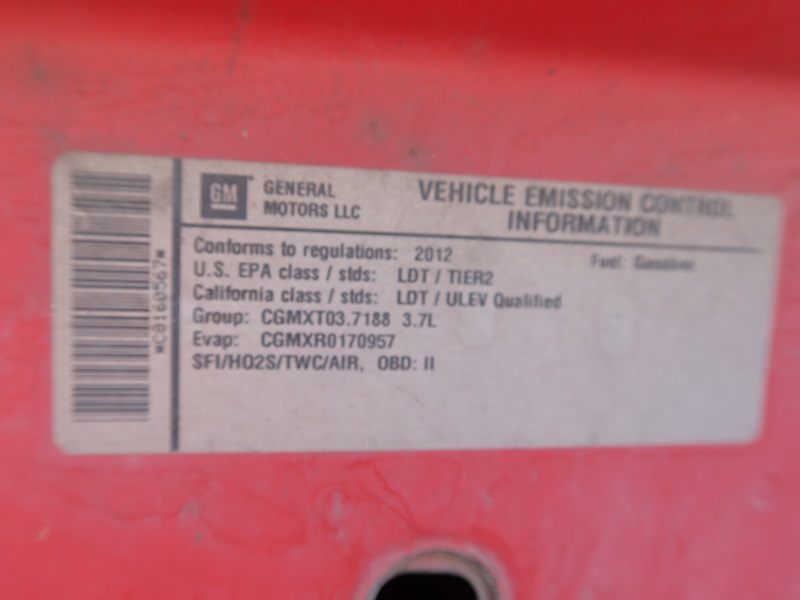 *CB160567*
GM
GENERAL
MOTORS LLC
VEHICLE EMISSION CONTROL
INFORMATION
Conforms to regulations: 2012
Fuel: Gasoline
U.S. EPA class / stds: LDT / TIER2
California class / stds: LDT / ULEV Qualified
Group: CGMXT03.7188 3.7L
Evap: CGMXR0170957
SFI/HO2S/TWC/AIR, OBD: II